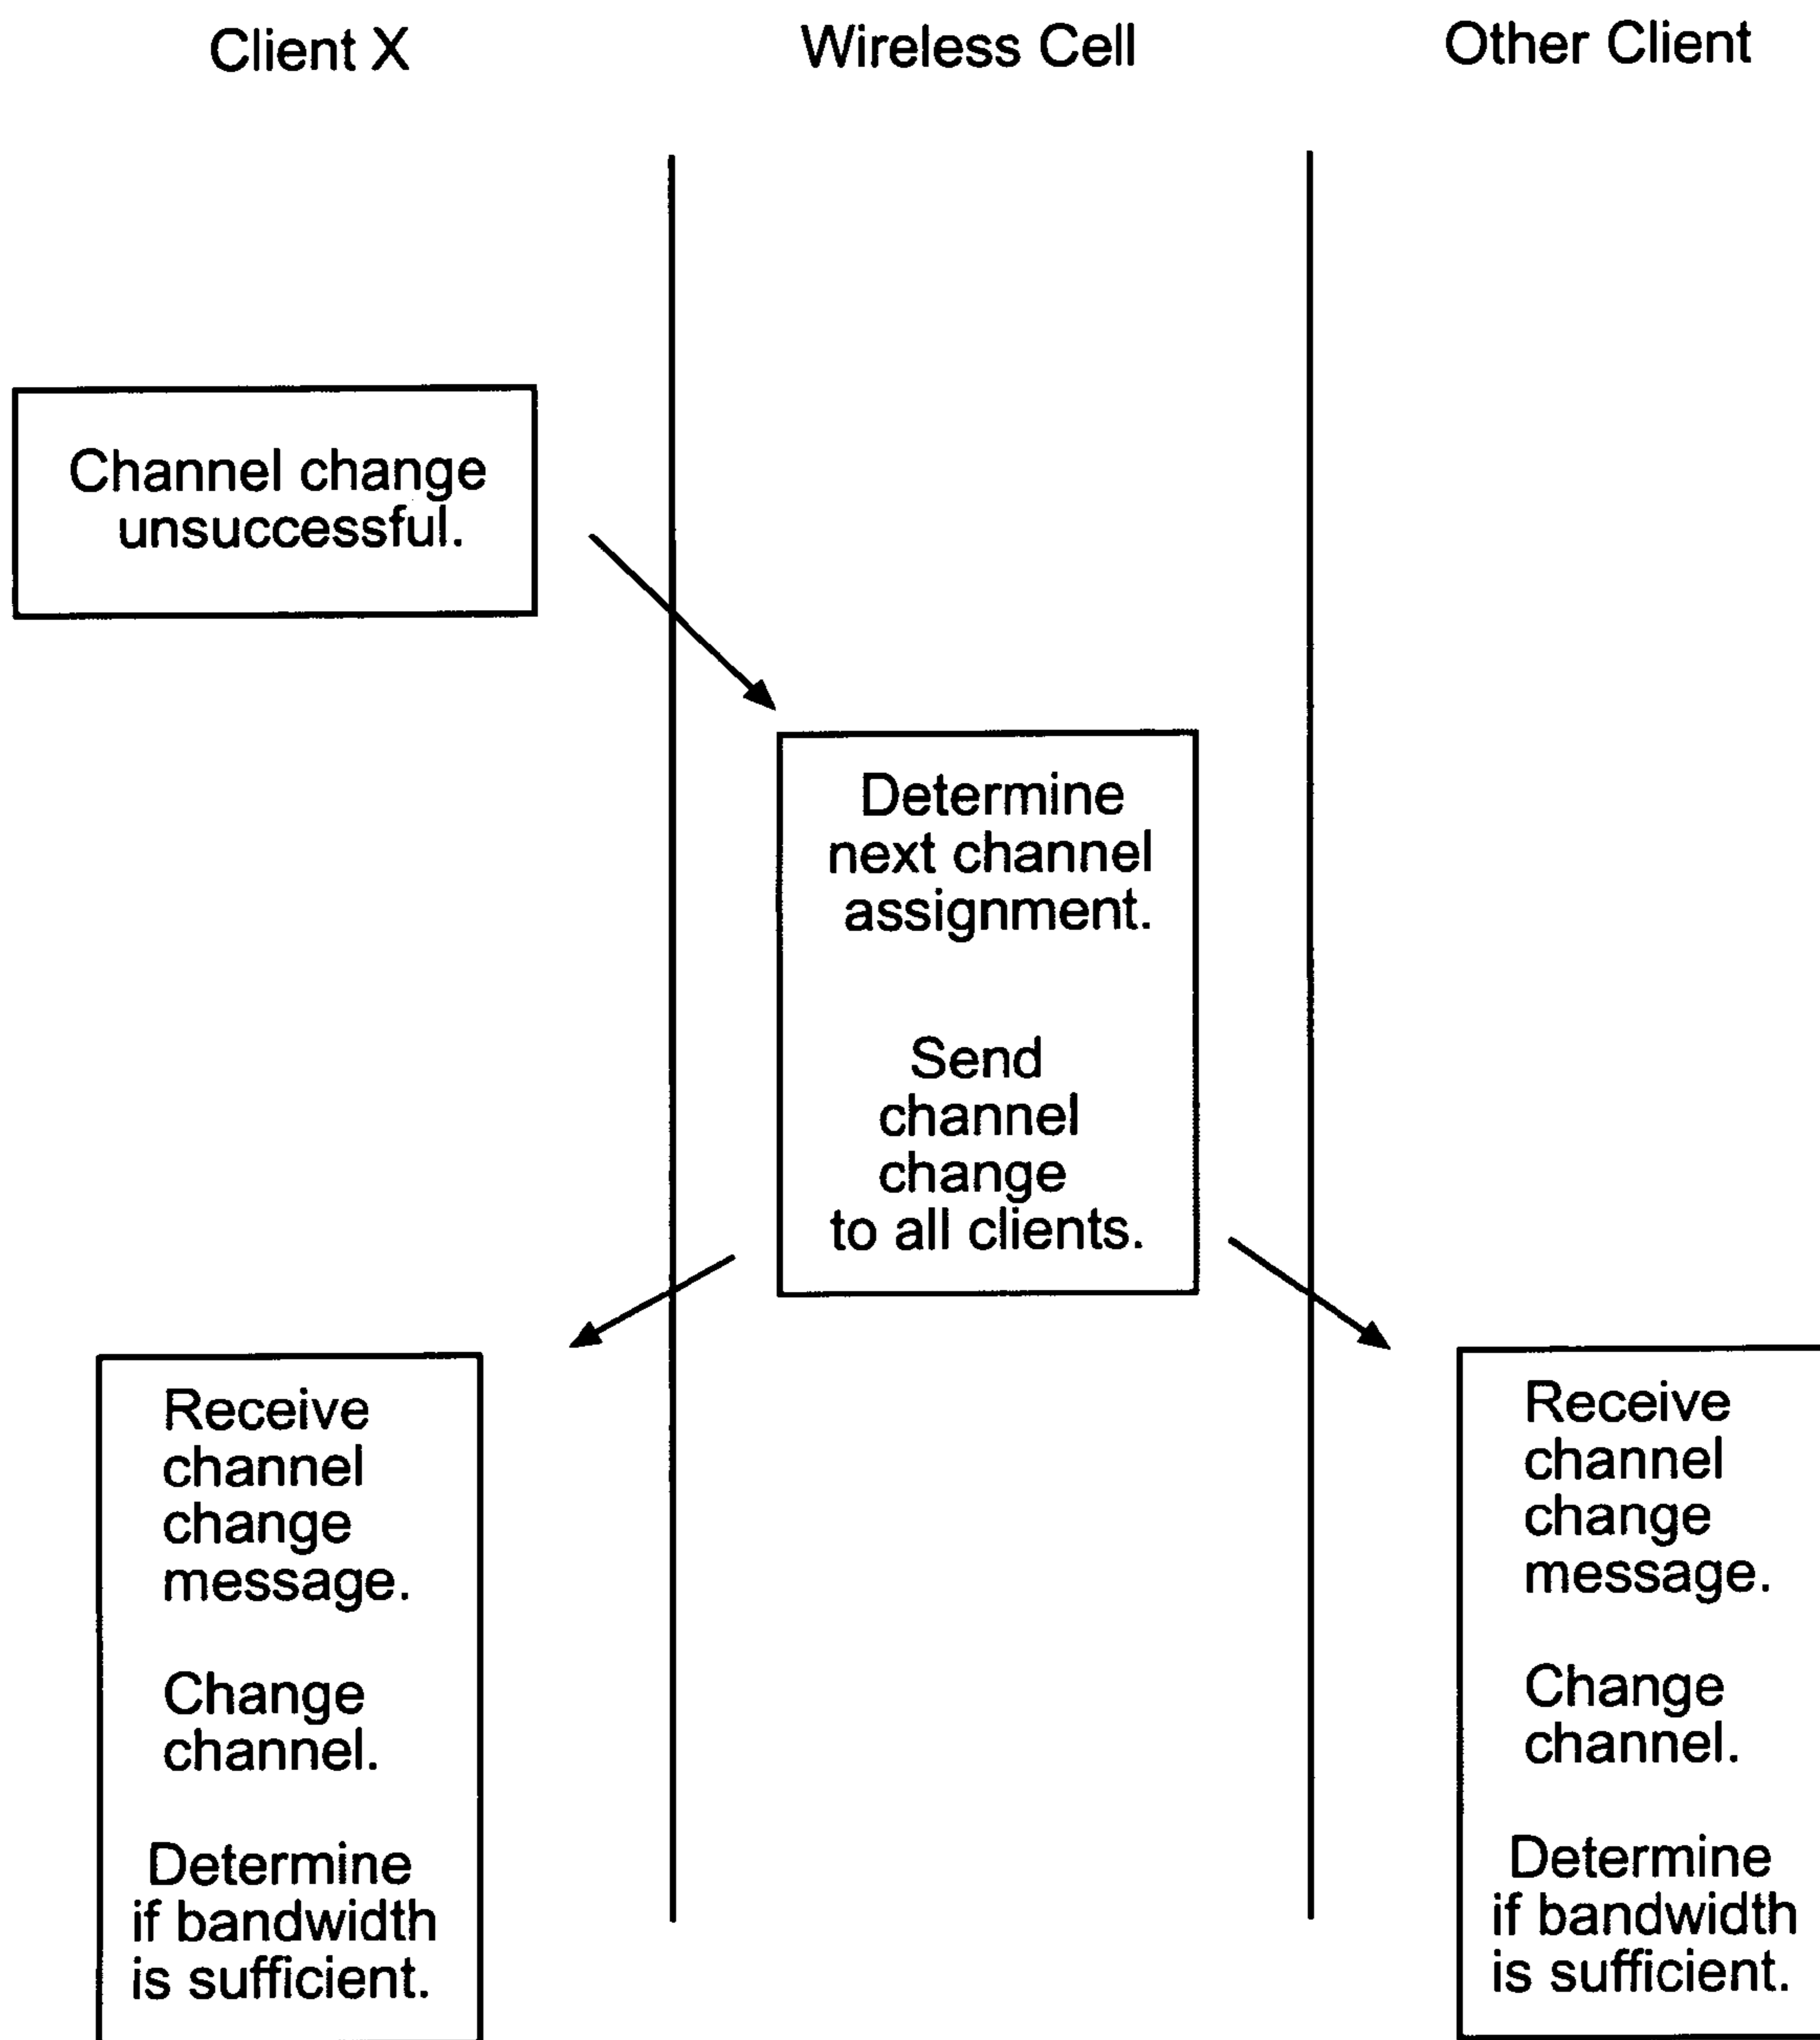 Client X
Wireless Cell
Other Client
Channel change
unsuccessful.
Determine
next channel
assignment.
Send
channel
change
to all clients.
Receive
channel
change
message.
Change
channel.
Determine
if bandwidth
is sufficient.
Receive
channel
change
message.
Change
channel.
Determine
if bandwidth
is sufficient.